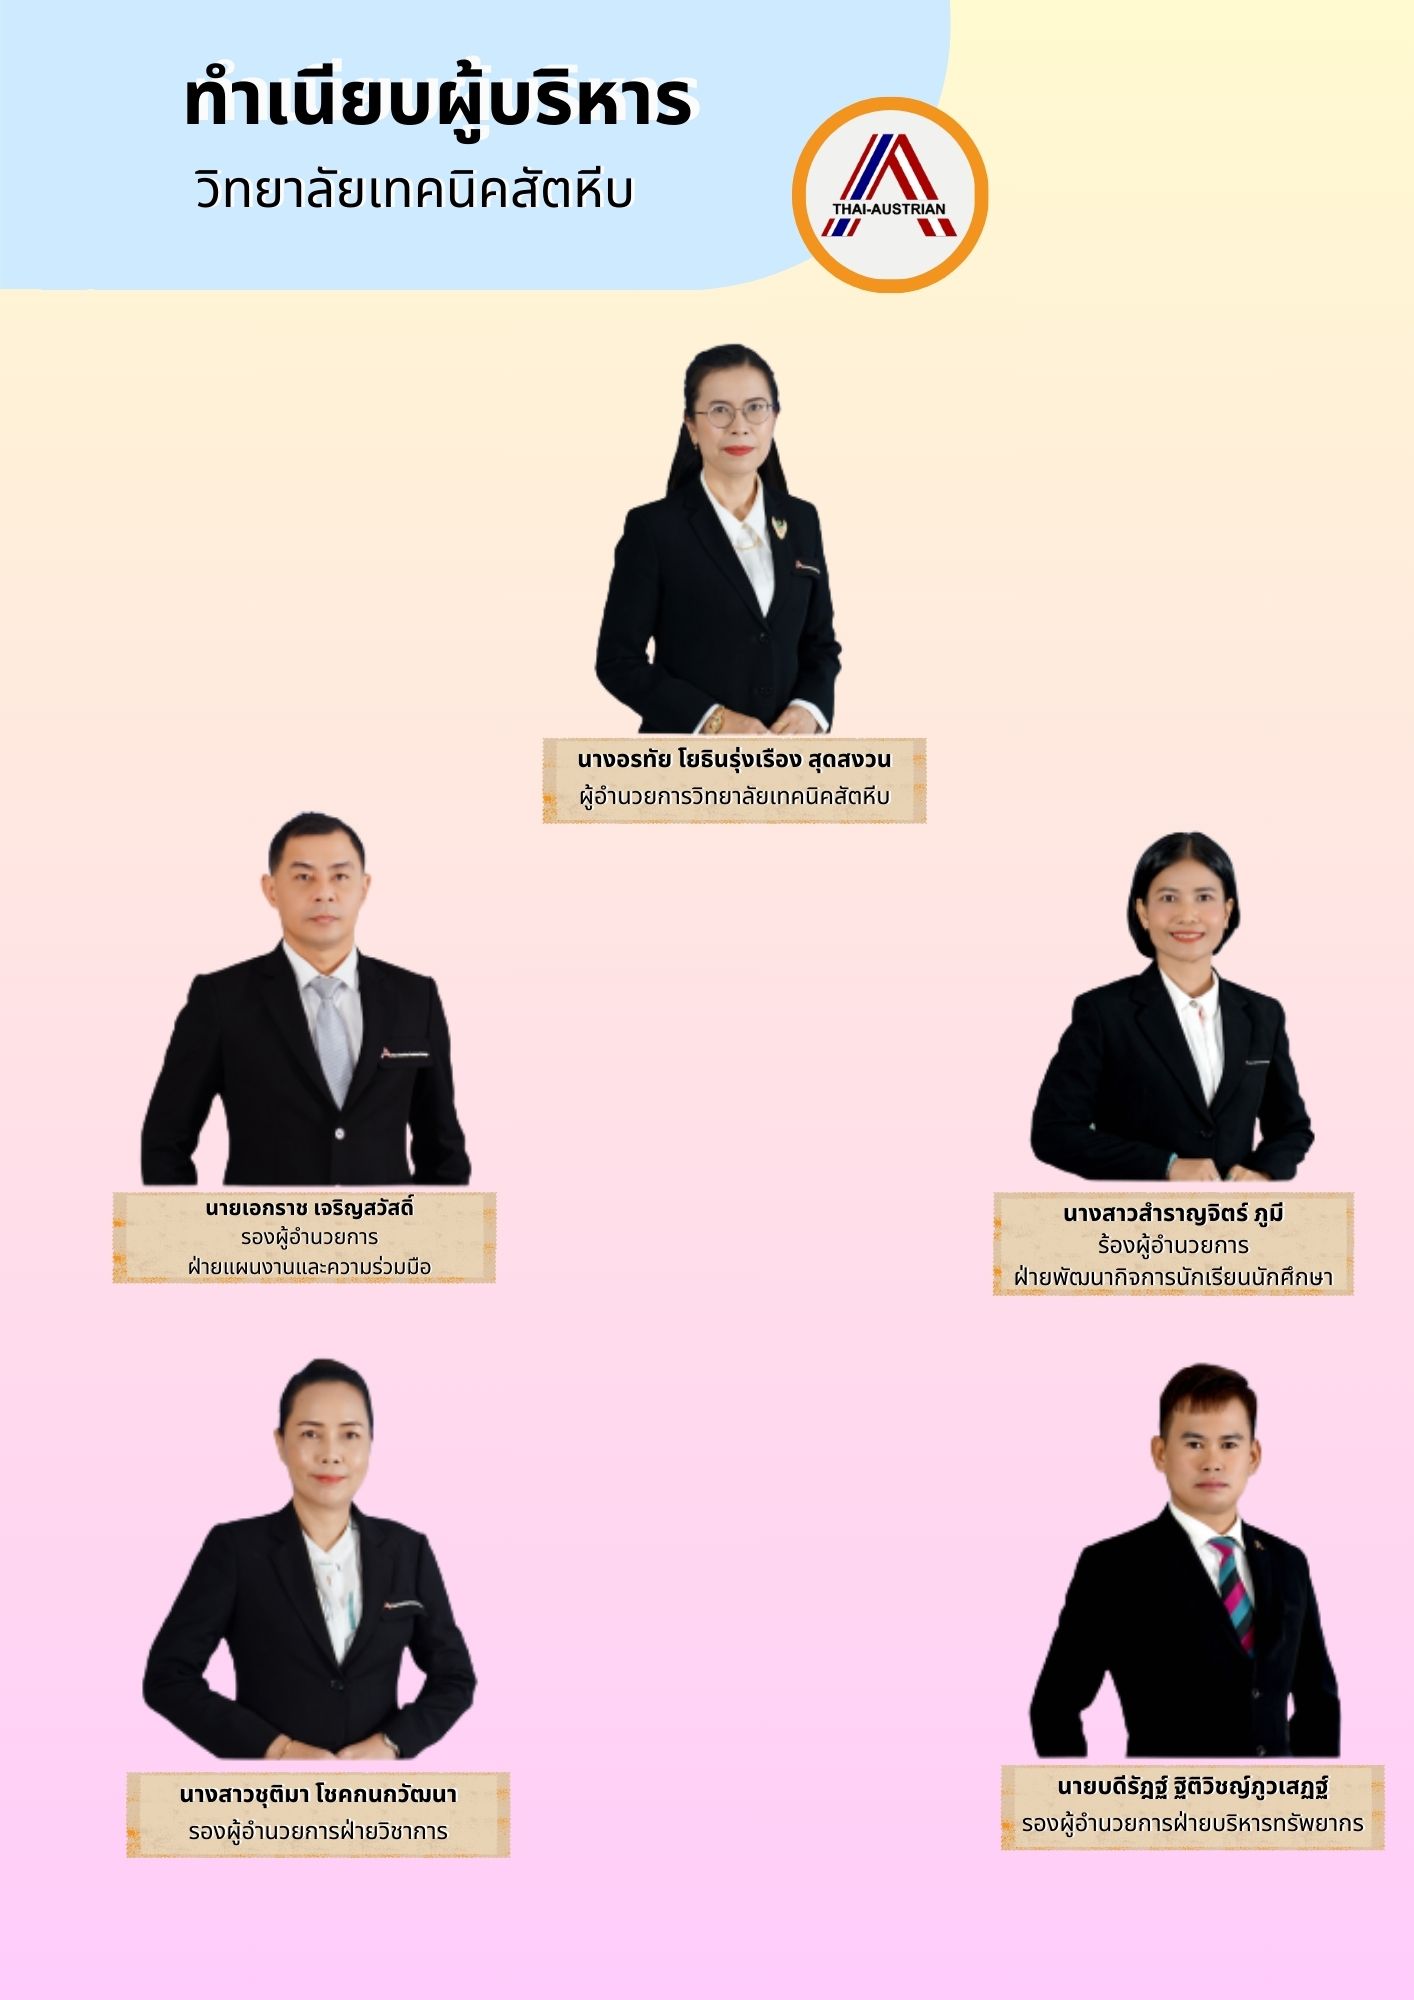 ทำเนียบผู้บริหาร
วิทยาลัยเทคนิคสัตหีบ
THAI-AUSTRIAN
นางอรทัย โยธินรุ่งเรือง สุดสงวน
ผู้อำนวยการวิทยาลัยเทคนิคสัตหีบ
นายเอกราช เจริญสวัสดิ์
รองผู้อำนวยการ
ฝ่ายแผนงานและความร่วมมือ
นางสาวสำราญจิตร์ ภูมี
ร้องผู้อำนวยการ
ฝ่ายพัฒนากิจการนักเรียนนักศึกษา
นางสาวชุติมา โชคกนกวัฒนา
รองผู้อำนวยการฝ่ายวิชาการ
นายบดีรัฎฐ์ ฐิติวิชญ์ภูวเสฏฐ์
รองผู้อำนวยการฝ่ายบริหารทรัพยากร